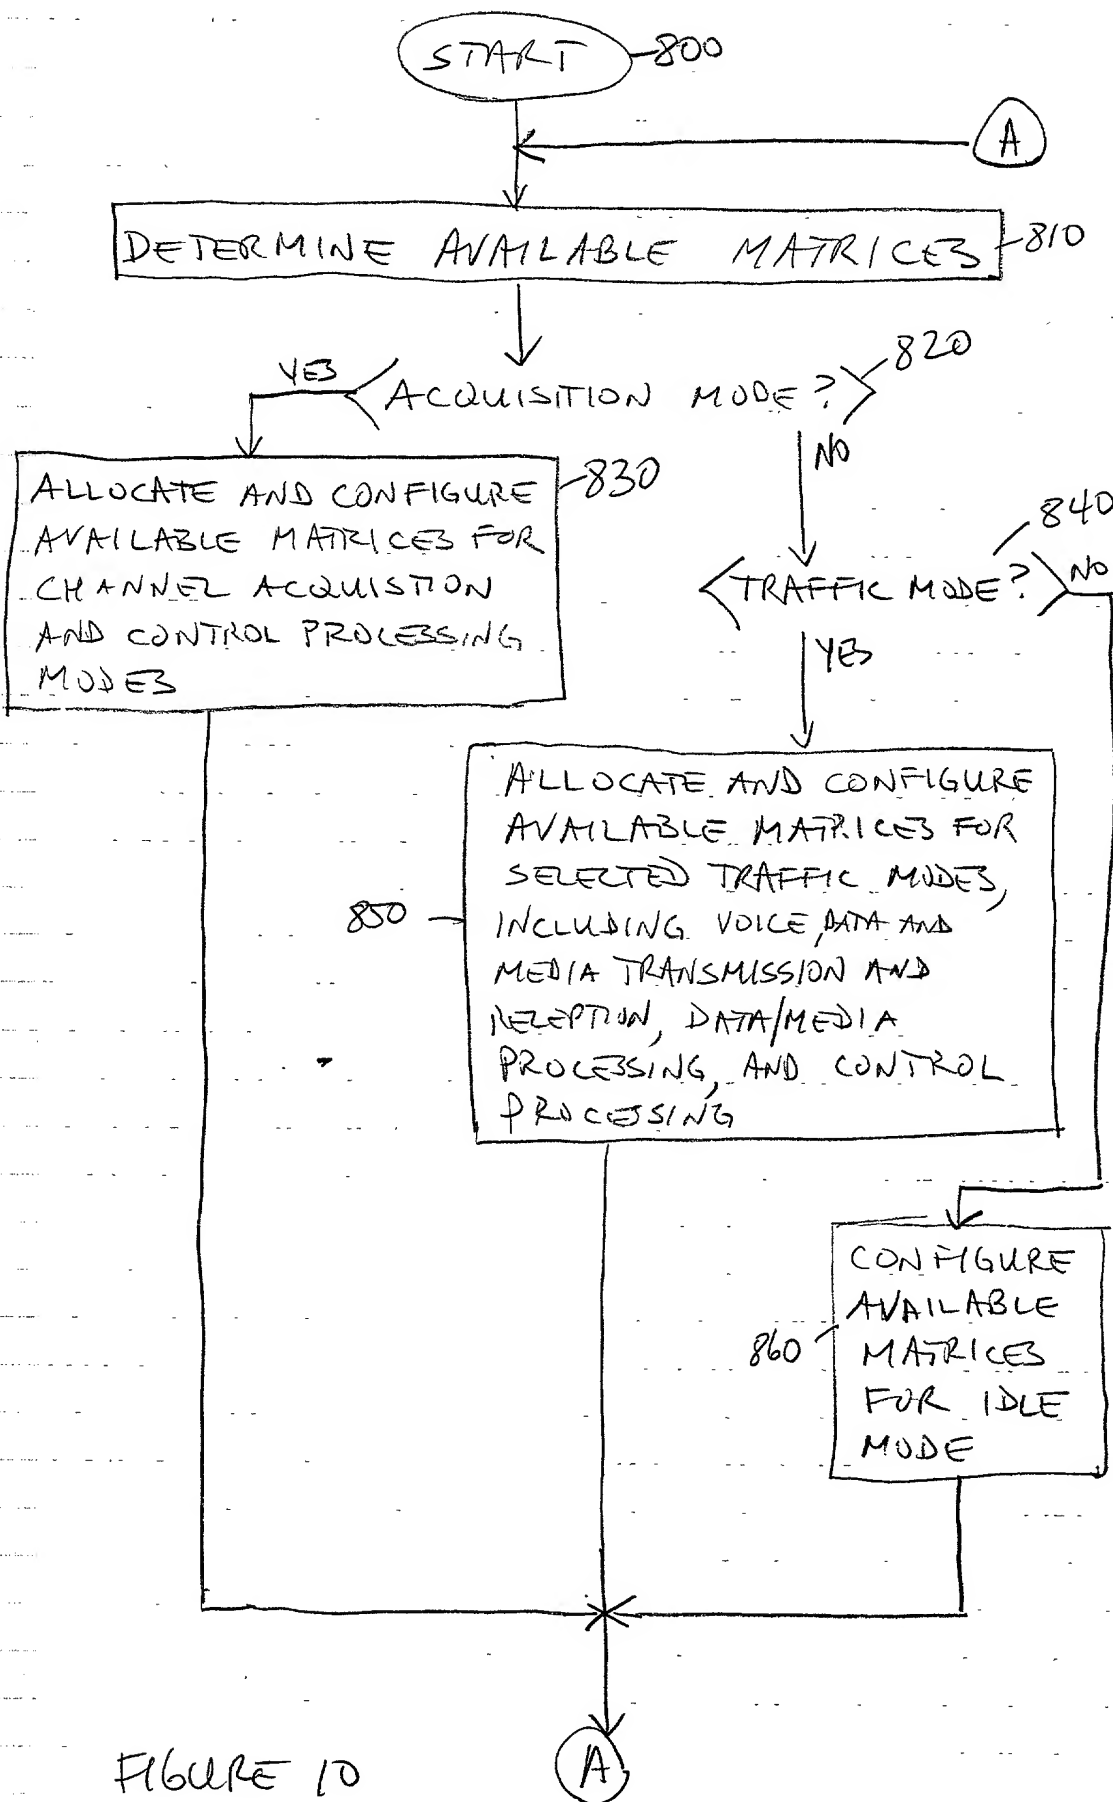 START
800
A
DETERMINE AVAILABLE MATRICES
810
820
YES
ACQUISITION MODE?
NO
830
ALLOCATE AND CONFIGURE
AVAILABLE MATRICES FOR
CHANNEL ACQUISTION
AND CONTROL PROCESSING
MODES
840
TRAFFIC MODE?
NO
YES
850
ALLOCATE AND CONFIGURE
AVAILABLE MATRICES FOR
SELECTED TRAFFIC MODES,
INCLUDING VOICE, DATA AND
MEDIA TRANSMISSION AND
RECEPTION, DATA/MEDIA
PROCESSING, AND CONTROL
PROCESSING
860
CONFIGURE
AVAILABLE
MATRICES
FOR IDLE
MODE
FIGURE 10
A